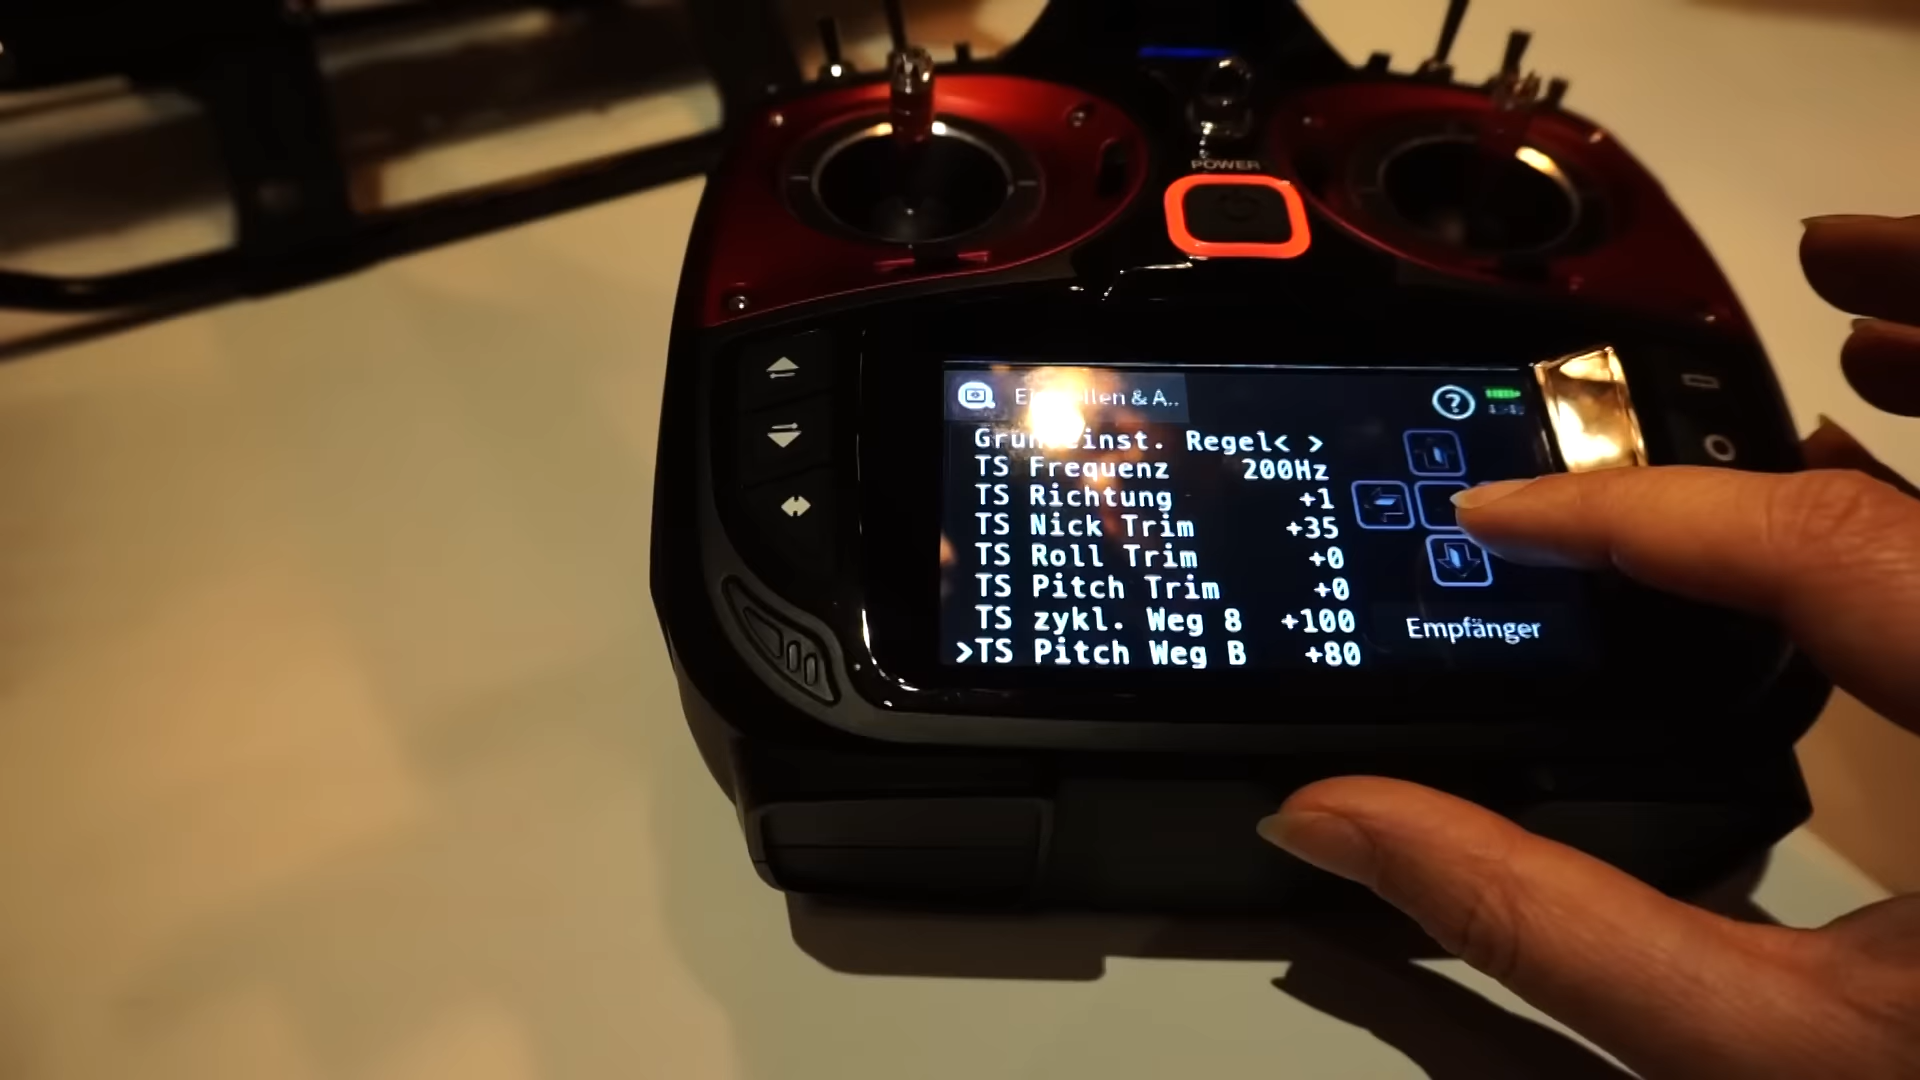 POWER
& A..
Regel< >
TS Frequenz 200Hz
TS Richtung +1
TS Nick Trim +35
TS Roll Trim +0
TS Pitch Trim +0
TS zykl. Weg 8 +100
>TS Pitch Weg B +80
Empfänger